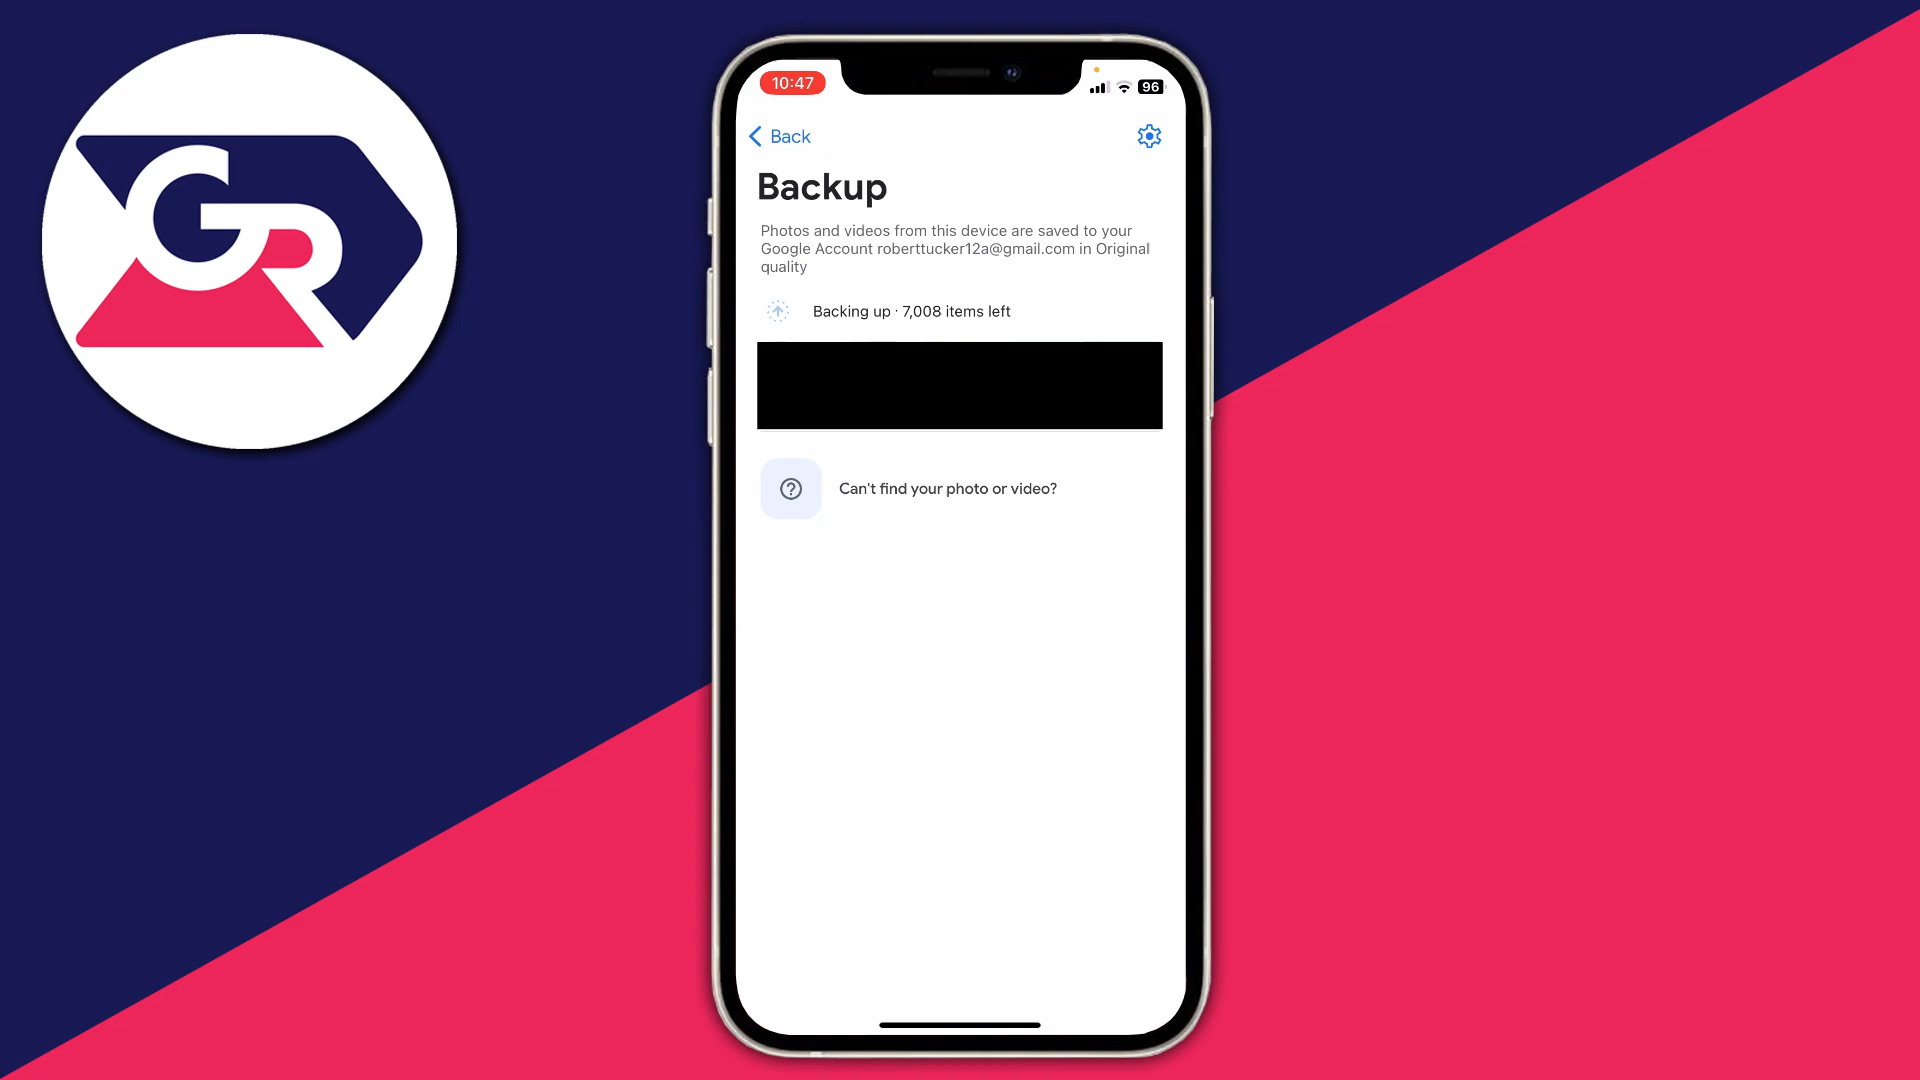 GR
10:47
96
Back
Backup
Photos and videos from this device are saved to your
Google Account roberttucker12a@gmail.com in Original
quality
Backing up · 7,008 items left
Can't find your photo or video?